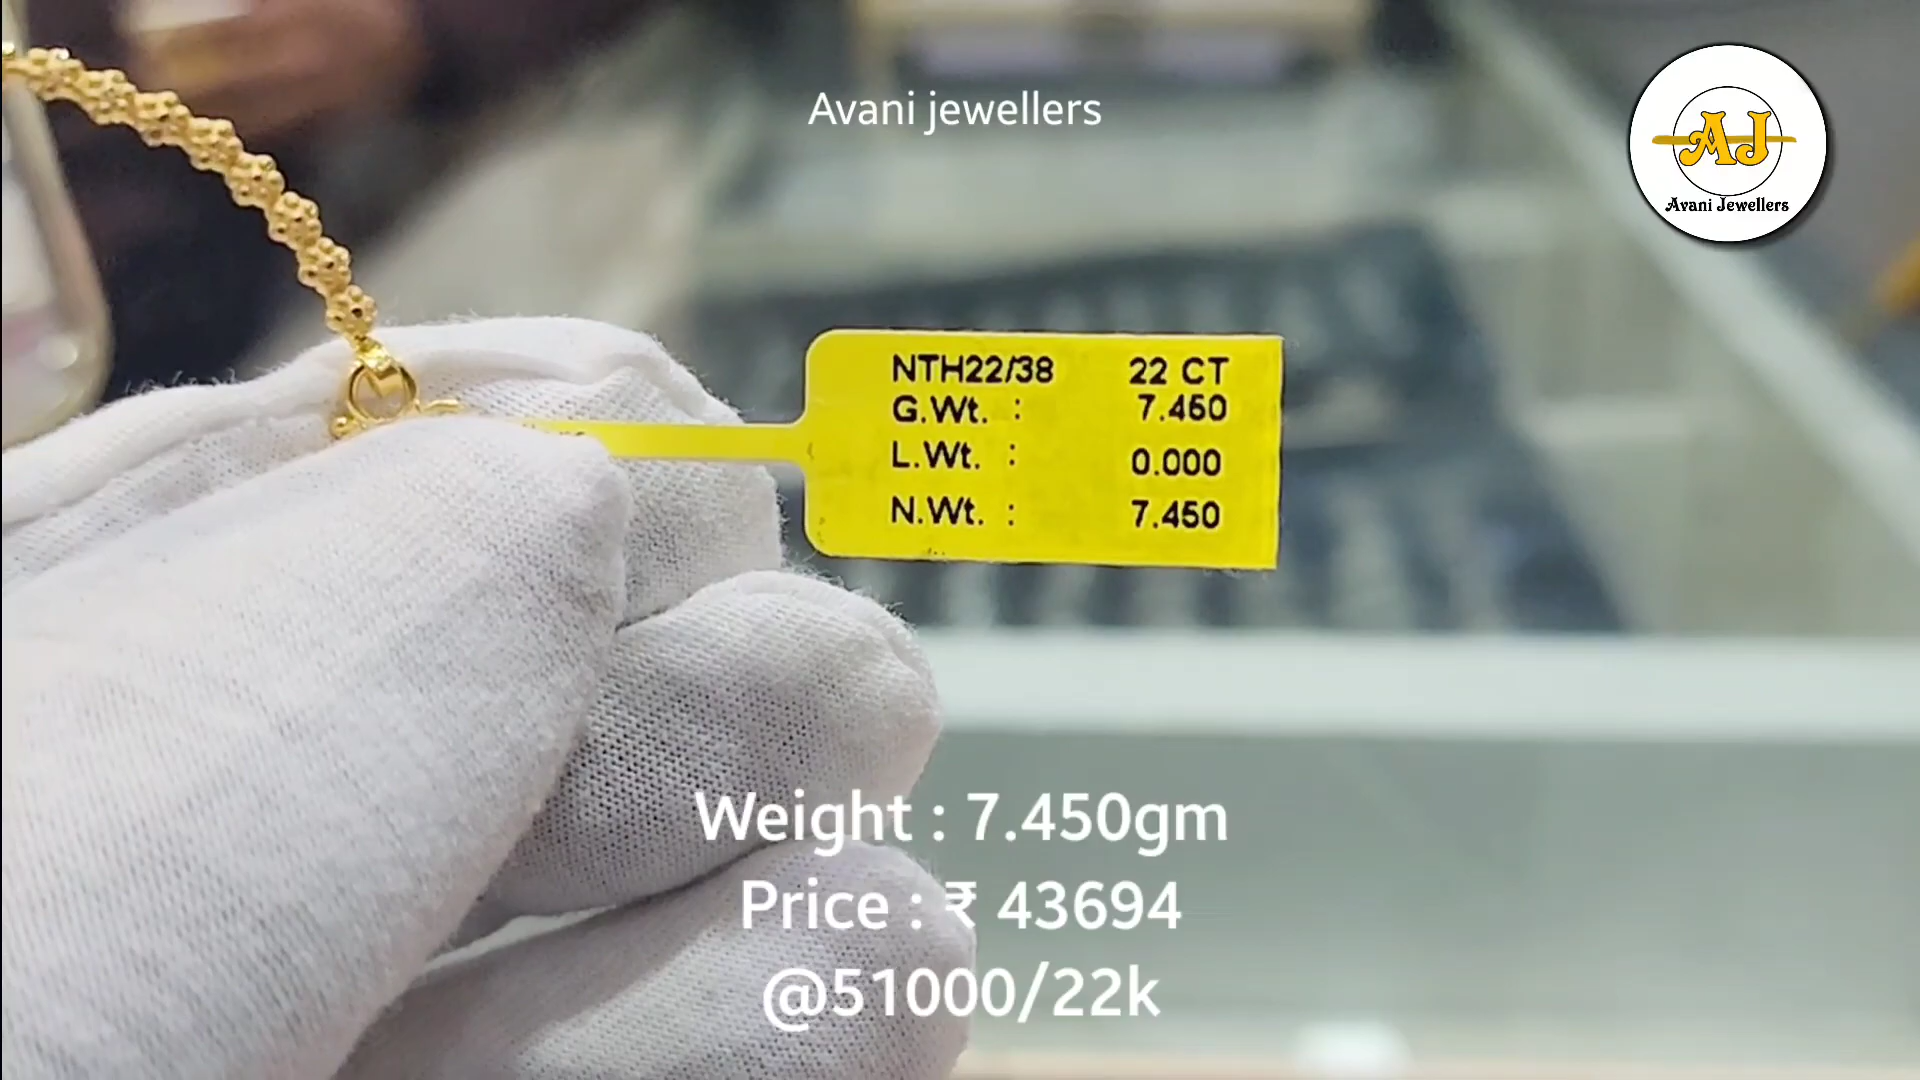 Avani jewellers
AJ
Avani Jewellers
NTH22/38 22 CT
G.Wt. : 7.450
L.Wt. : 0.000
N.Wt. : 7.450
Weight : 7.450gm
Price : ₹ 43694
@51000/22k